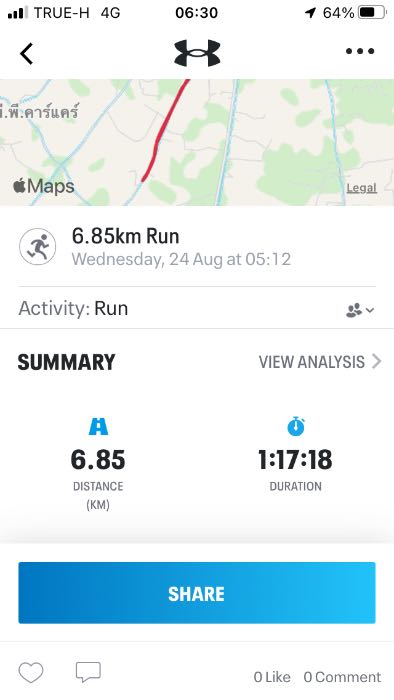 TRUE-H 4G 06:30 64%
.พี.คาร์แคร์
Maps
Legal
6.85km Run
Wednesday, 24 Aug at 05:12
Activity: Run
SUMMARY
VIEW ANALYSIS
6.85
1:17:18
DISTANCE
DURATION
(KM)
SHARE
0 Like 0 Comment